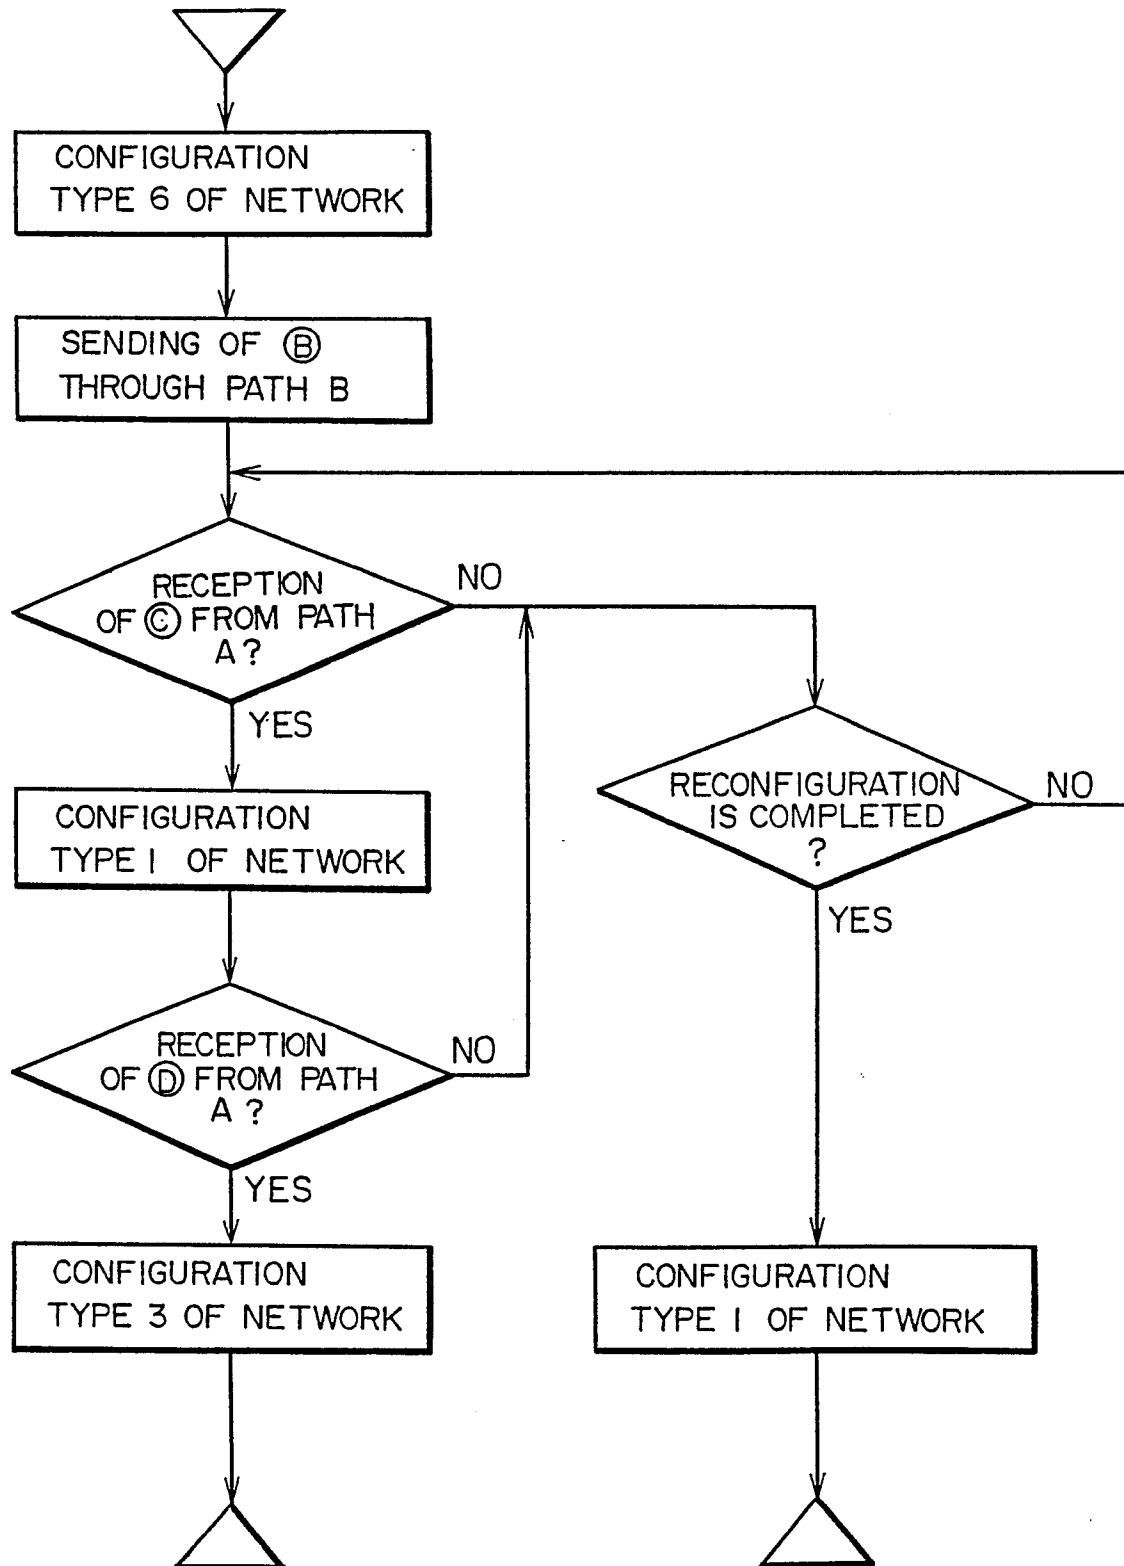 CONFIGURATION
TYPE 6 OF NETWORK
SENDING OF Ⓑ
THROUGH PATH B
RECEPTION
OF Ⓒ FROM PATH
A?
NO
YES
RECONFIGURATION
IS COMPLETED
?
NO
YES
CONFIGURATION
TYPE 1 OF NETWORK
RECEPTION
OF Ⓓ FROM PATH
A?
NO
YES
CONFIGURATION
TYPE 3 OF NETWORK
CONFIGURATION
TYPE 1 OF NETWORK